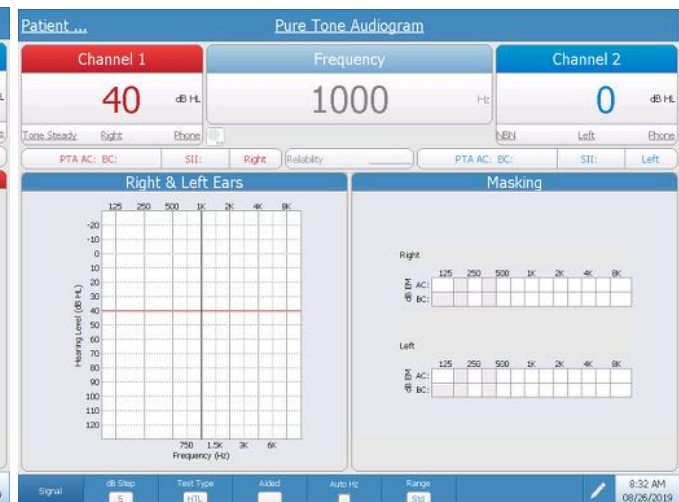 Patient ... Pure Tone Audiogram
Channel 1 Frequency Channel 2
40 dB HL 1000 Hz 0 dB HL
Tone Steady Right Phone NBN Left Phone
PTA AC: BC: SII: Right Reliability PTA AC: BC: SII: Left
Right & Left Ears
125 250 500 1K 2K 4K 8K
-20
-10
0
10
20
30
40
50
60
70
80
90
100
110
120
Hearing Level (dB HL)
750 1.5K 3K 6K
Frequency (Hz)
Masking
Right
125 250 500 1K 2K 4K 8K
dB EM
AC:
BC:
Left
125 250 500 1K 2K 4K 8K
dB EM
AC:
BC:
Signal dB Step Test Type Aided Auto Hz Range
5 HTL Std
8:32 AM
08/26/2019